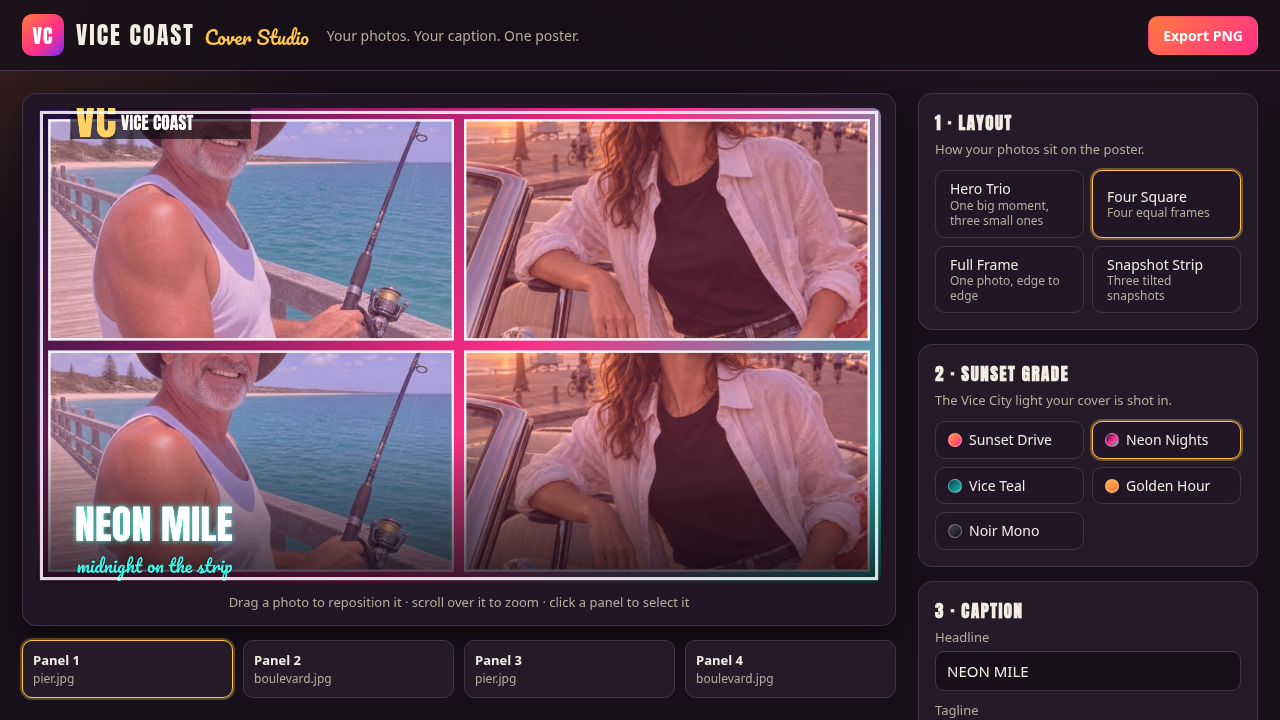 VC VICE COAST Cover Studio Your photos. Your caption. One poster.
Export PNG
VC VICE COAST
NEON MILE
midnight on the strip
Drag a photo to reposition it · scroll over it to zoom · click a panel to select it
Panel 1
pier.jpg
Panel 2
boulevard.jpg
Panel 3
pier.jpg
Panel 4
boulevard.jpg
1 · LAYOUT
How your photos sit on the poster.
Hero Trio
One big moment,
three small ones
Four Square
Four equal frames
Full Frame
One photo, edge to
edge
Snapshot Strip
Three tilted
snapshots
2 · SUNSET GRADE
The Vice City light your cover is shot in.
Sunset Drive
Neon Nights
Vice Teal
Golden Hour
Noir Mono
3 · CAPTION
Headline
NEON MILE
Tagline